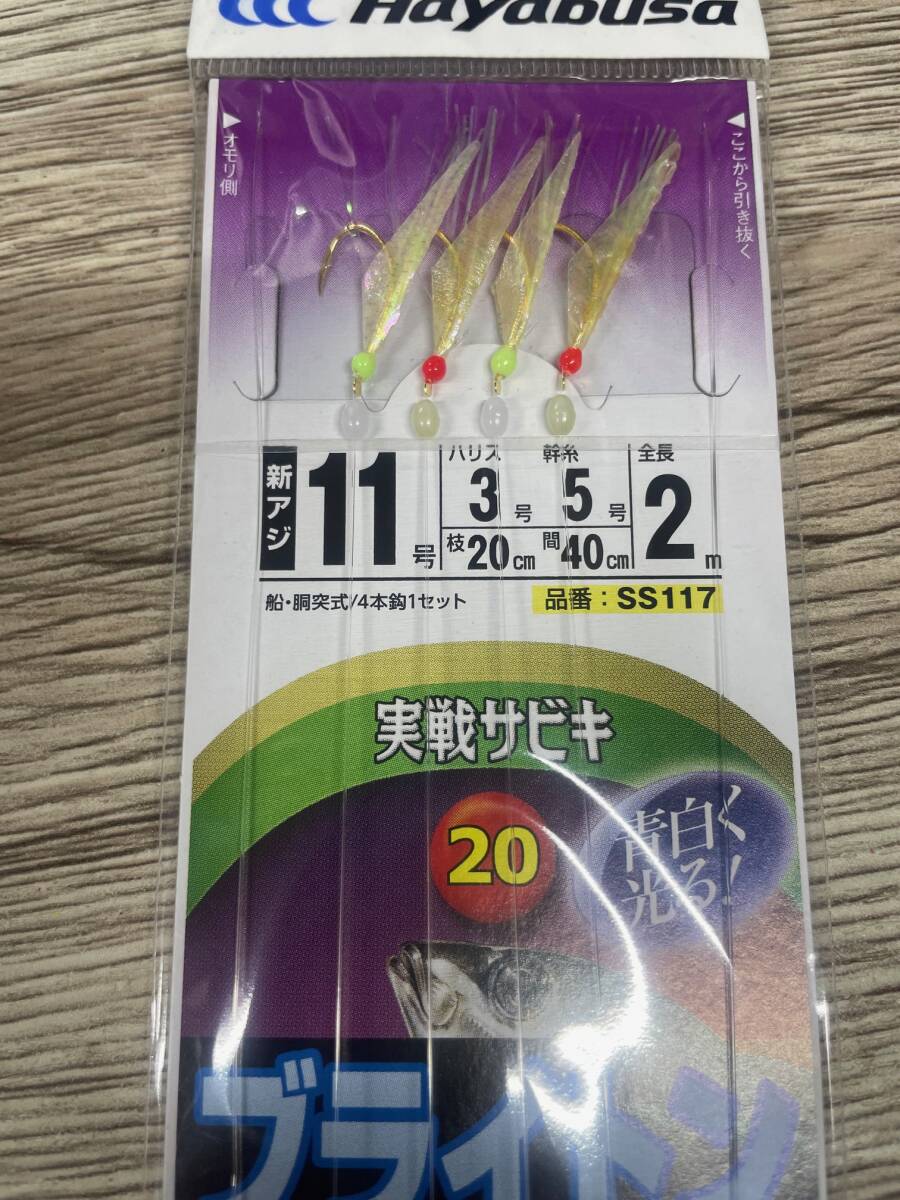 Hayabusa
◀オモリ側
◀ここから引き抜く
新アジ 11号
ハリス 3号
幹糸 5号
全長 2m
枝20cm
間40cm
船・胴突式/4本鈎1セット
品番：SS117
実戦サビキ
20
青白く
光る！
ブライトン